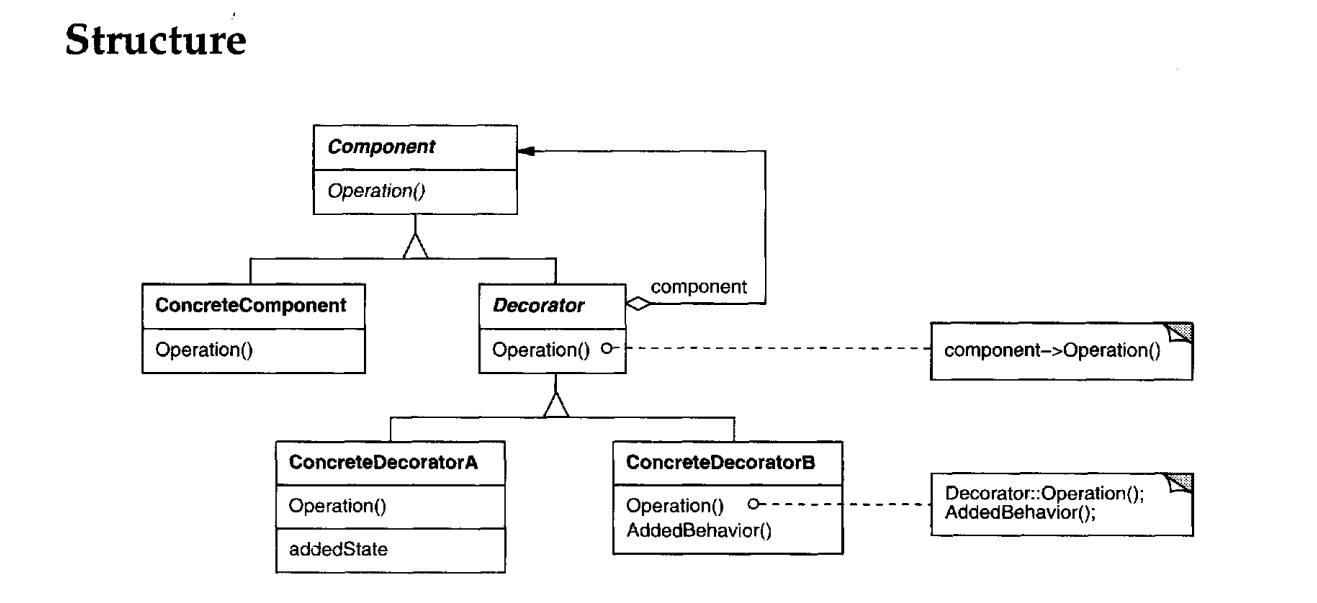 Structure
Component
Operation()
component
ConcreteComponent
Operation()
Decorator
Operation()
component–>Operation()
ConcreteDecoratorA
Operation()
addedState
ConcreteDecoratorB
Operation()
AddedBehavior()
Decorator::Operation();
AddedBehavior();